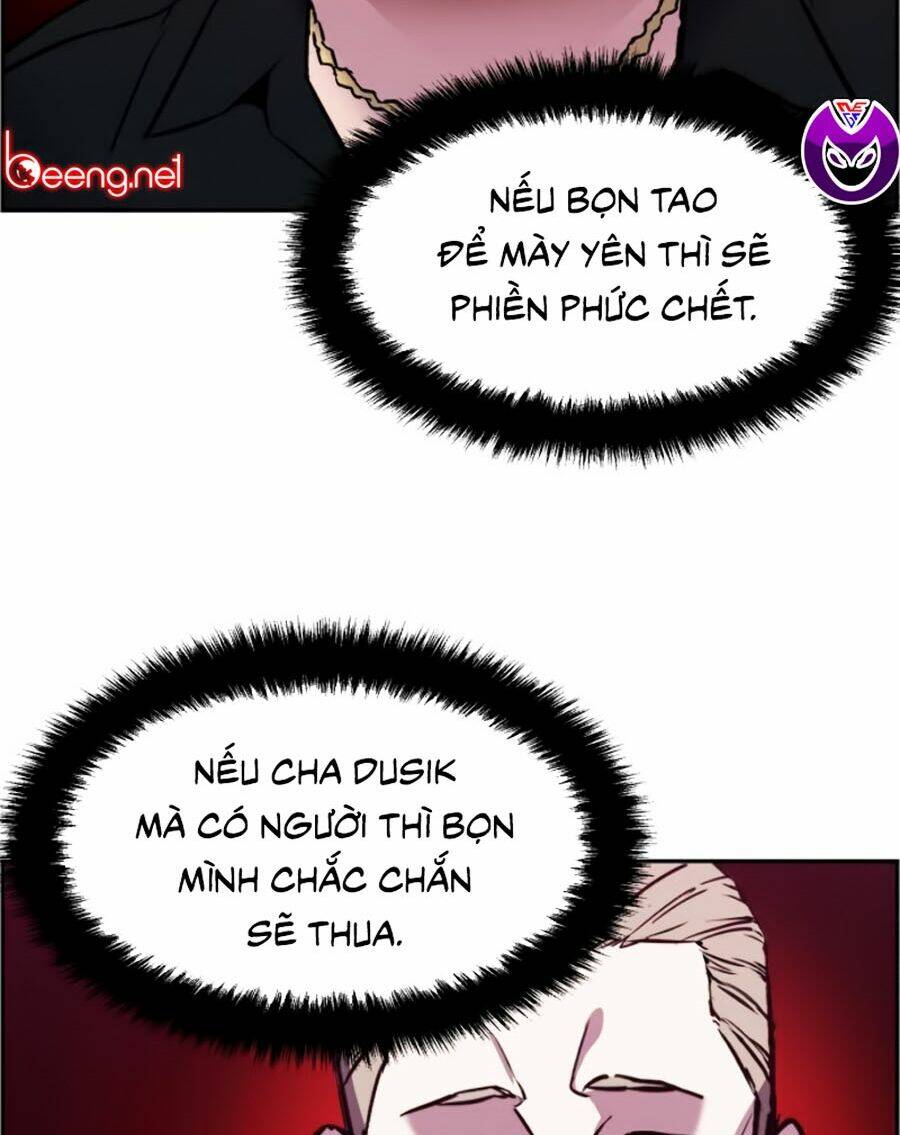 beeng.net
NẾU BỌN TAO
ĐỂ MÀY YÊN THÌ SẼ
PHIỀN PHỨC CHẾT.
NẾU CHA DUSIK
MÀ CÓ NGƯỜI THÌ BỌN
MÌNH CHẮC CHẮN
SẼ THUA.